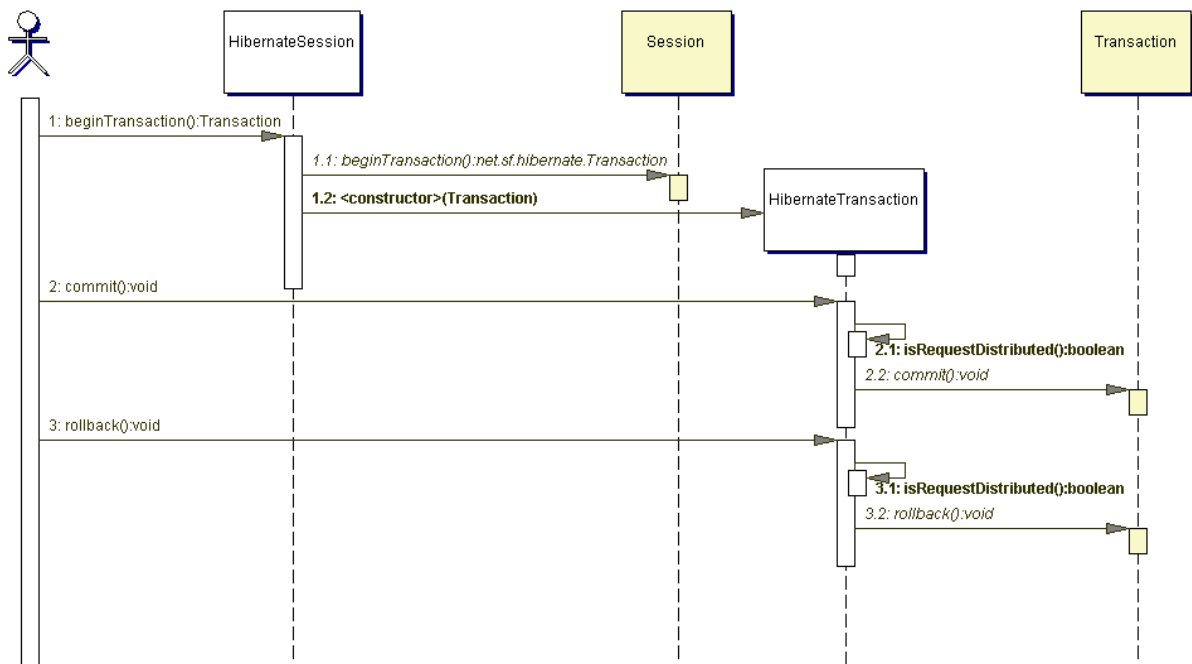 HibernateSession
Session
Transaction
1: beginTransaction():Transaction
1.1: beginTransaction():net.sf.hibernate.Transaction
1.2: <constructor>(Transaction)
HibernateTransaction
2: commit():void
2.1: isRequestDistributed():boolean
2.2: commit():void
3: rollback():void
3.1: isRequestDistributed():boolean
3.2: rollback():void